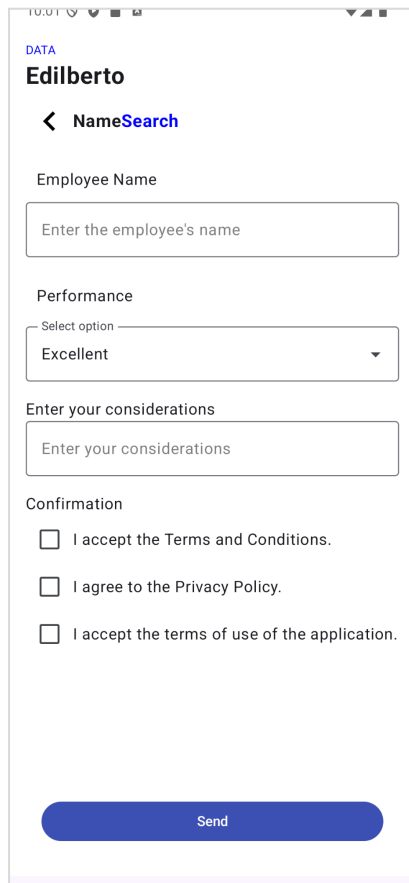 10:01
DATA
Edilberto
NameSearch
Employee Name
Enter the employee's name
Performance
Select option
Excellent
Enter your considerations
Enter your considerations
Confirmation
I accept the Terms and Conditions.
I agree to the Privacy Policy.
I accept the terms of use of the application.
Send